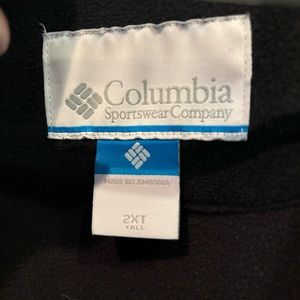 Columbia
Sportswear Company
MADE IN CAMBODIA
2XT
TALL